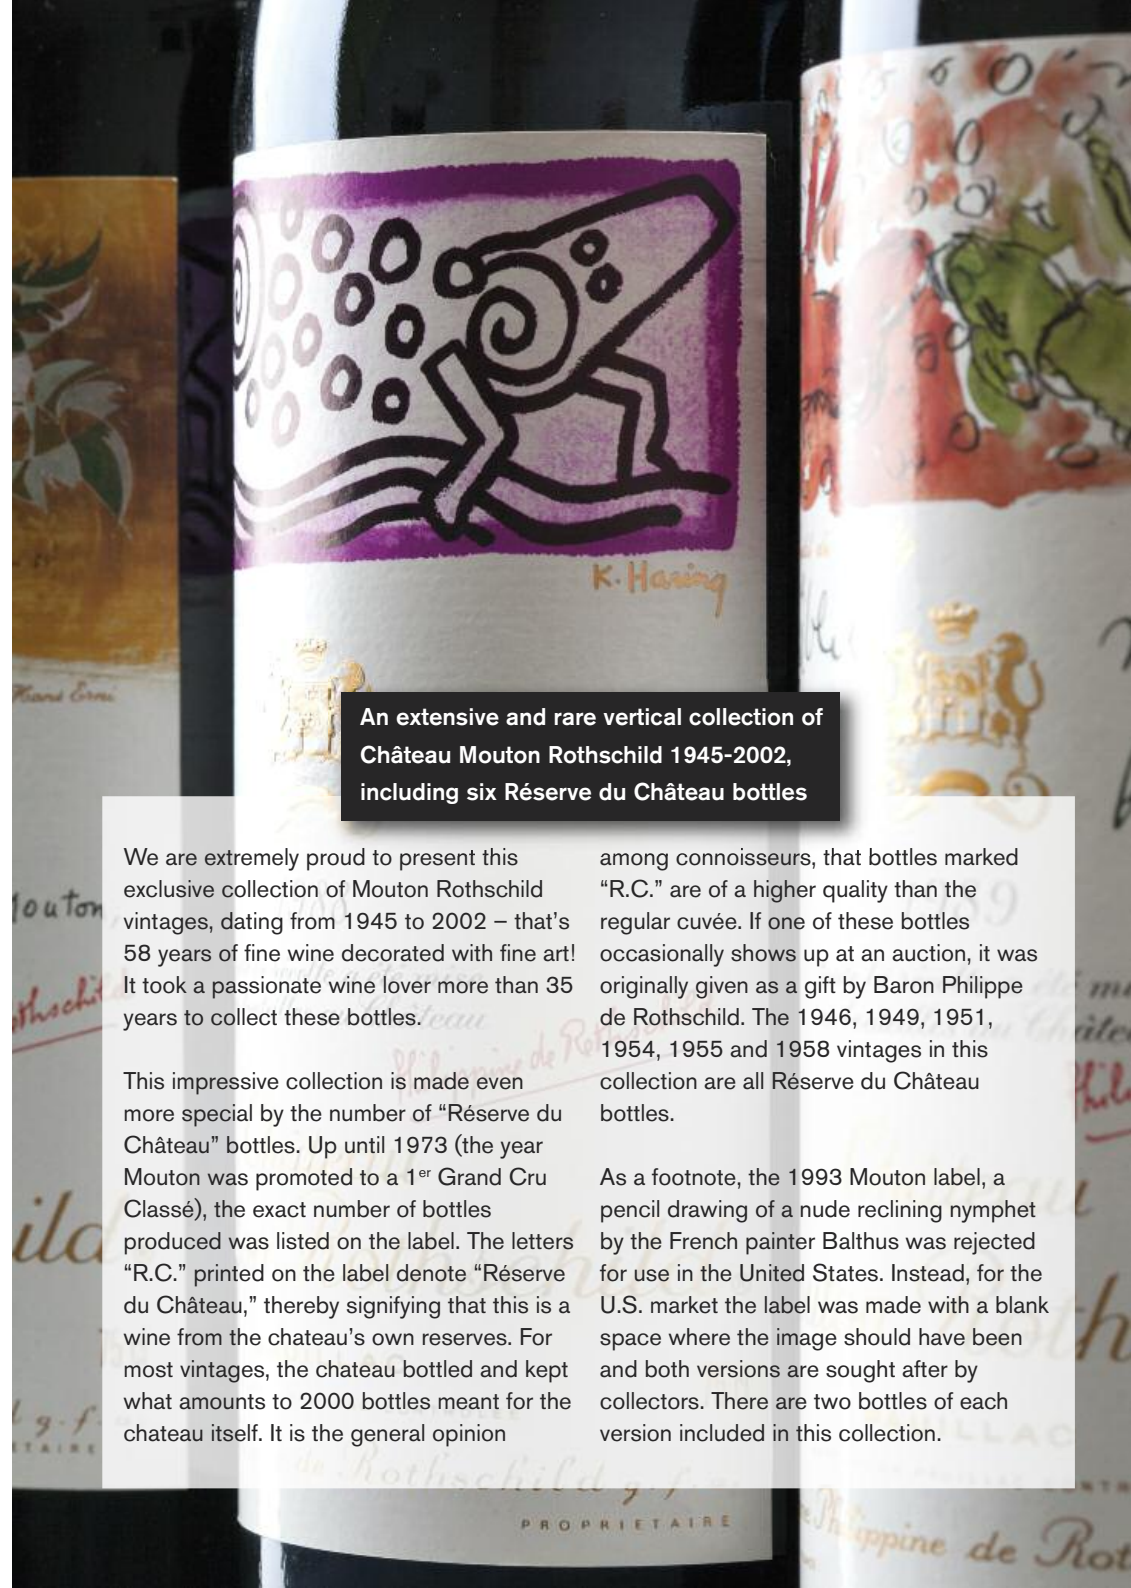 K. Haring
Hans Erni
An extensive and rare vertical collection of
Château Mouton Rothschild 1945-2002,
including six Réserve du Château bottles
We are extremely proud to present this
exclusive collection of Mouton Rothschild
vintages, dating from 1945 to 2002 – that's
58 years of fine wine decorated with fine art!
It took a passionate wine lover more than 35
years to collect these bottles.
This impressive collection is made even
more special by the number of “Réserve du
Château” bottles. Up until 1973 (the year
Mouton was promoted to a 1er Grand Cru
Classé), the exact number of bottles
produced was listed on the label. The letters
“R.C.” printed on the label denote “Réserve
du Château,” thereby signifying that this is a
wine from the chateau's own reserves. For
most vintages, the chateau bottled and kept
what amounts to 2000 bottles meant for the
chateau itself. It is the general opinion
among connoisseurs, that bottles marked
“R.C.” are of a higher quality than the
regular cuvée. If one of these bottles
occasionally shows up at an auction, it was
originally given as a gift by Baron Philippe
de Rothschild. The 1946, 1949, 1951,
1954, 1955 and 1958 vintages in this
collection are all Réserve du Château
bottles.
As a footnote, the 1993 Mouton label, a
pencil drawing of a nude reclining nymphet
by the French painter Balthus was rejected
for use in the United States. Instead, for the
U.S. market the label was made with a blank
space where the image should have been
and both versions are sought after by
collectors. There are two bottles of each
version included in this collection.
Philippine de Rothschild
Rothschild
de Rothschild g.f.a.
PROPRIETAIRE
Philippine de Rot